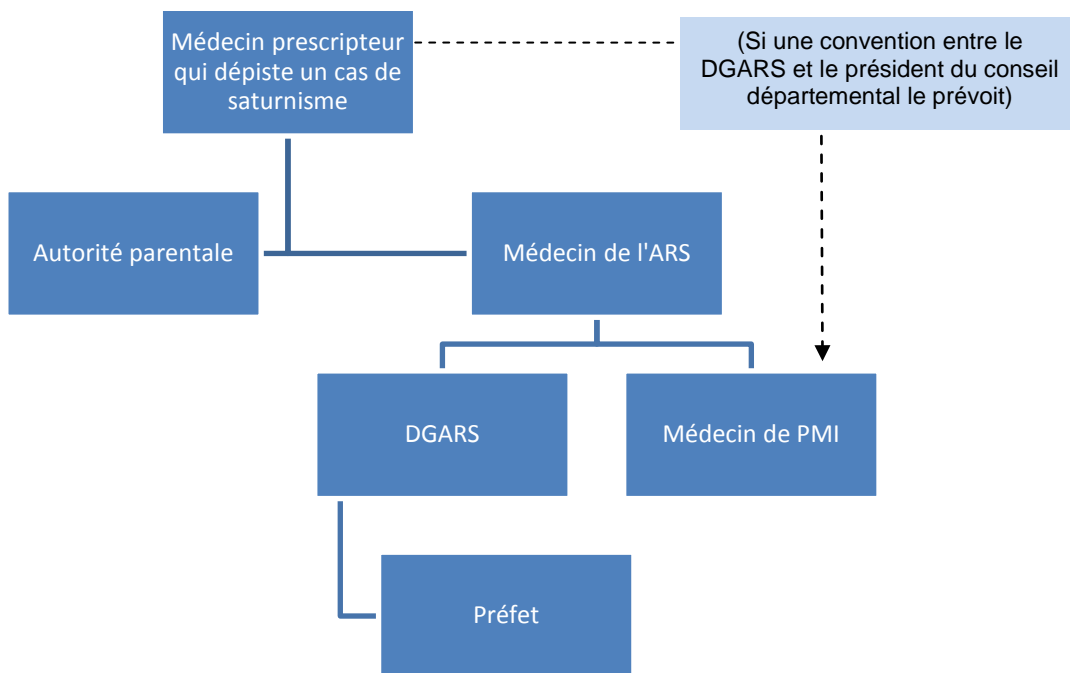 Médecin prescripteur
qui dépiste un cas de
saturnisme
(Si une convention entre le
DGARS et le président du conseil
départemental le prévoit)
Autorité parentale
Médecin de l'ARS
DGARS
Médecin de PMI
Préfet